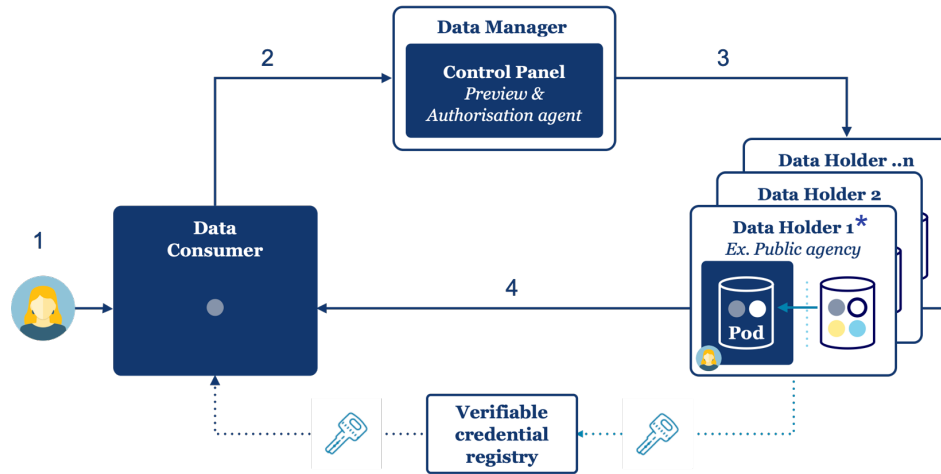 Data Manager
2
Control Panel
Preview &
Authorisation agent
3
Data Holder ..n
Data Holder 2
Data Holder 1*
Ex. Public agency
Pod
1
Data
Consumer
4
Verifiable
credential
registry